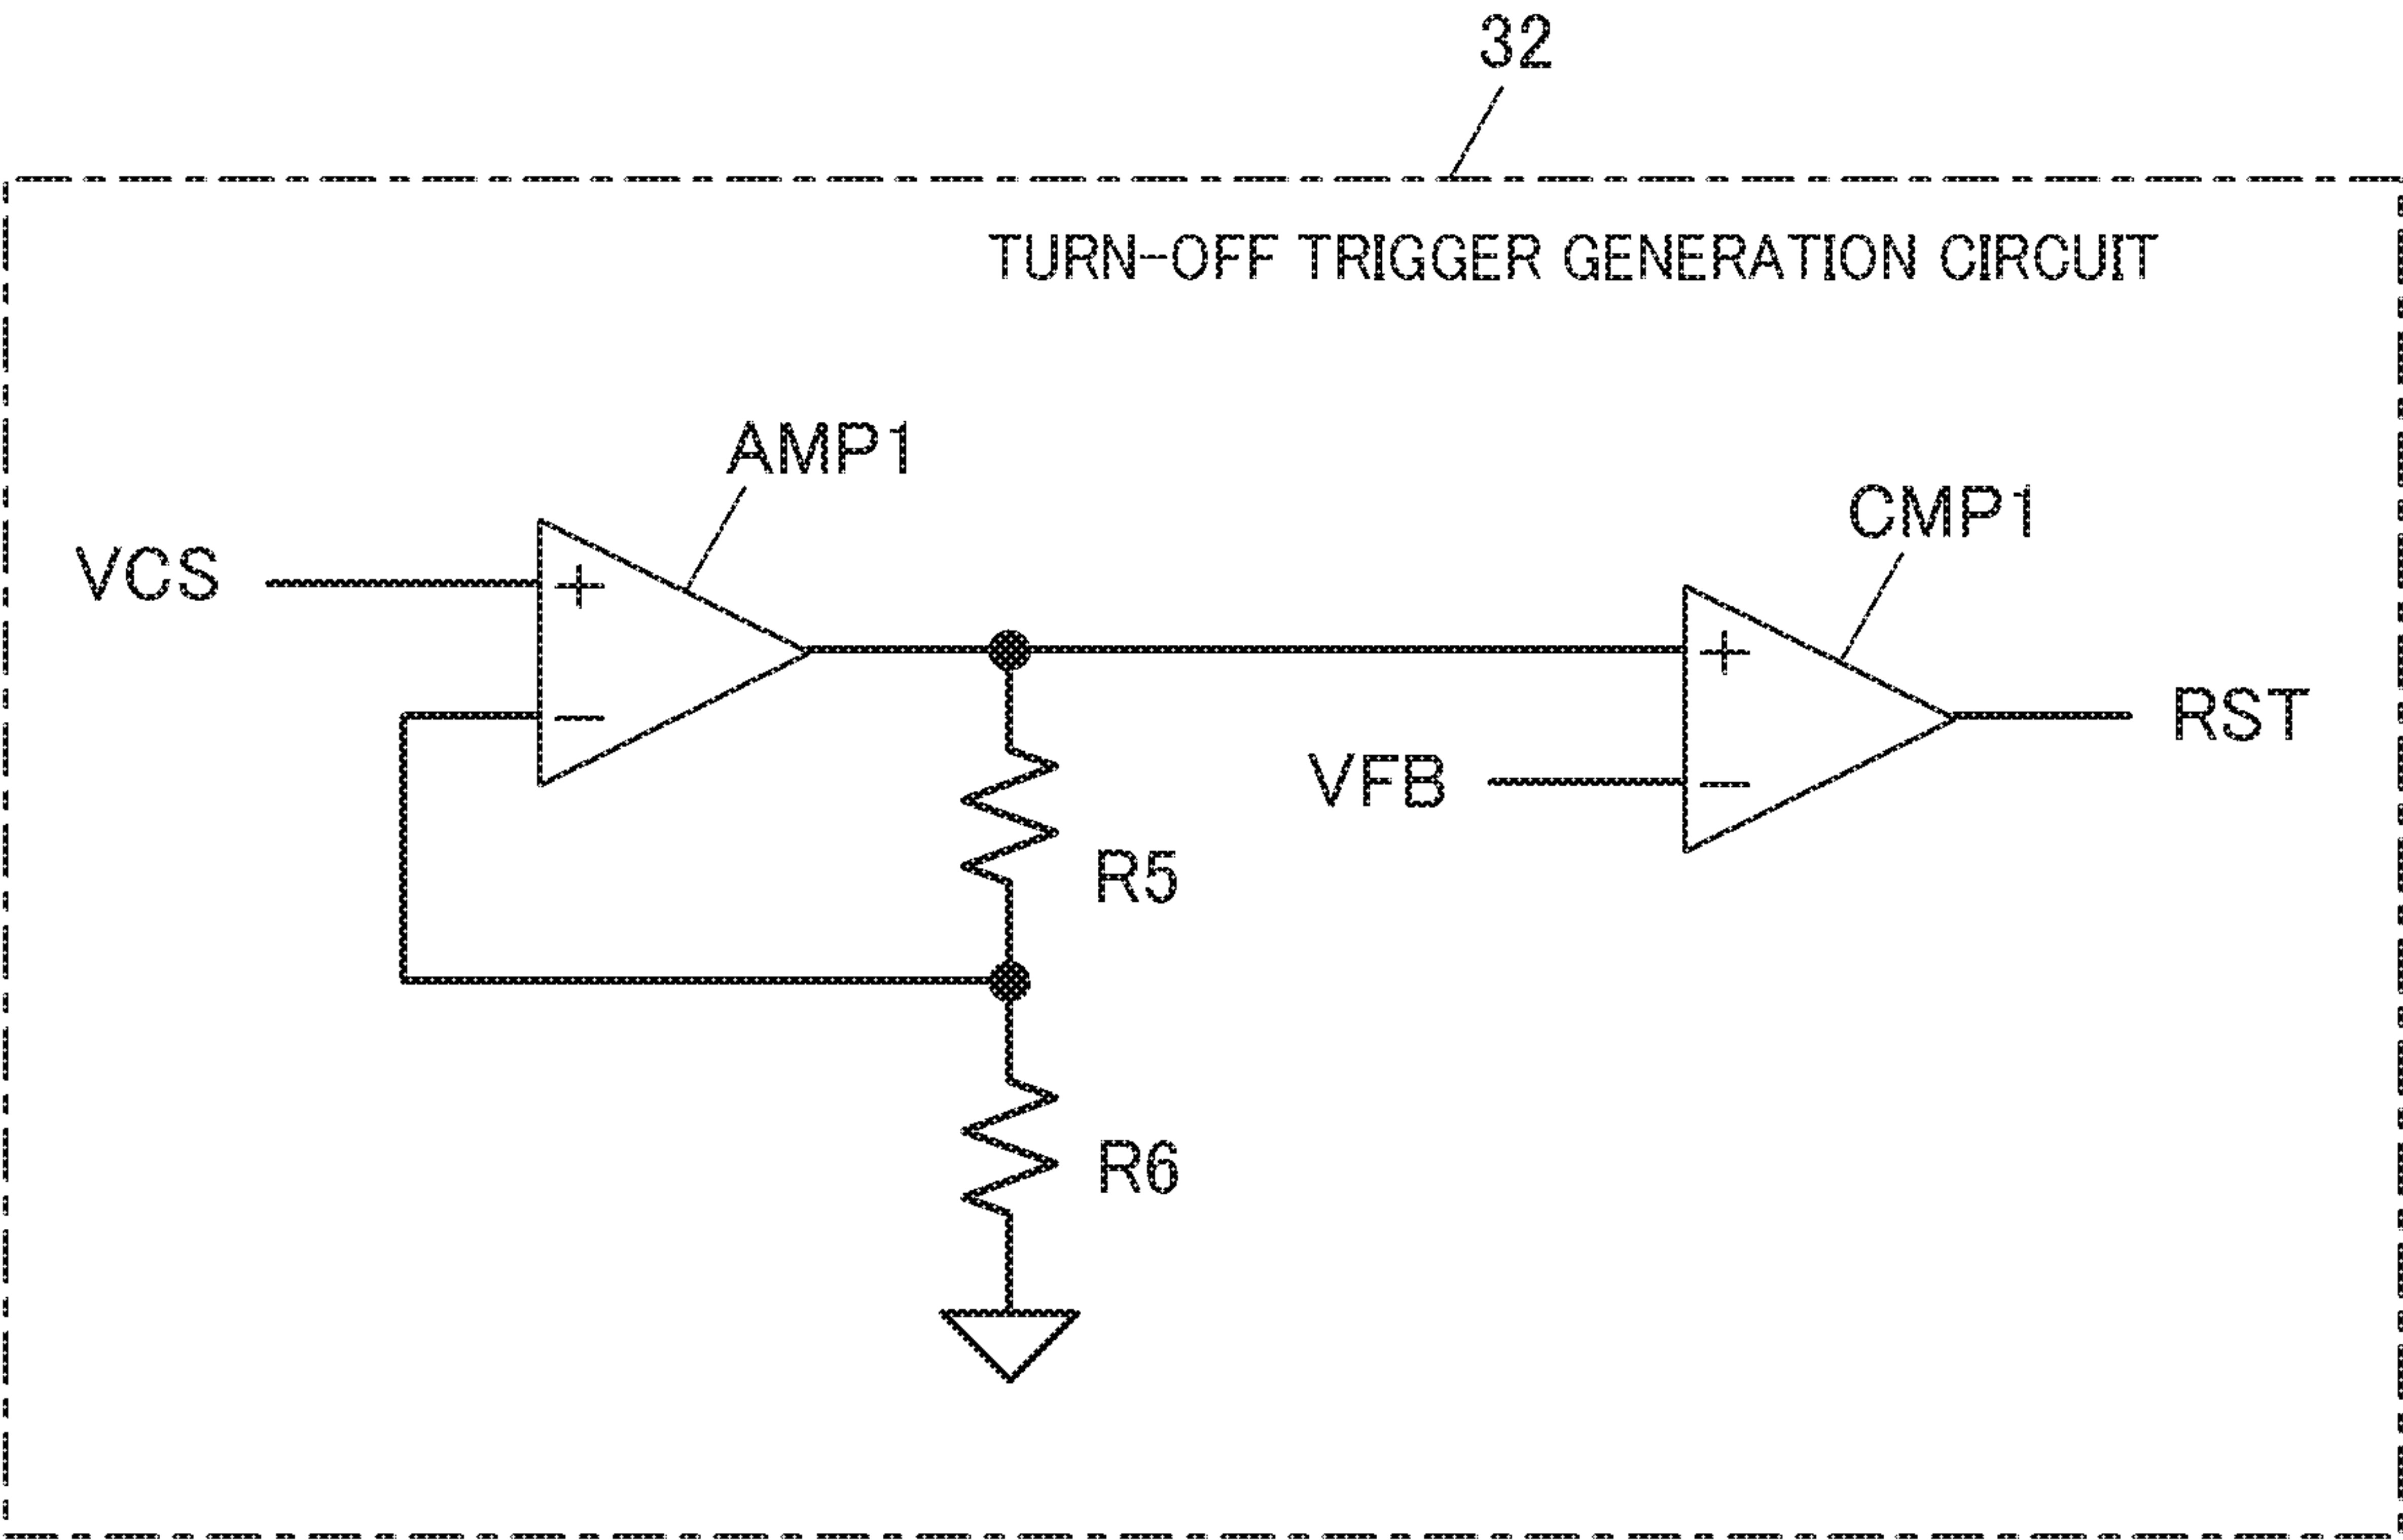 32
TURN-OFF TRIGGER GENERATION CIRCUIT
AMP1
CMP1
VCS
+
+
−
−
RST
VFB
R5
R6